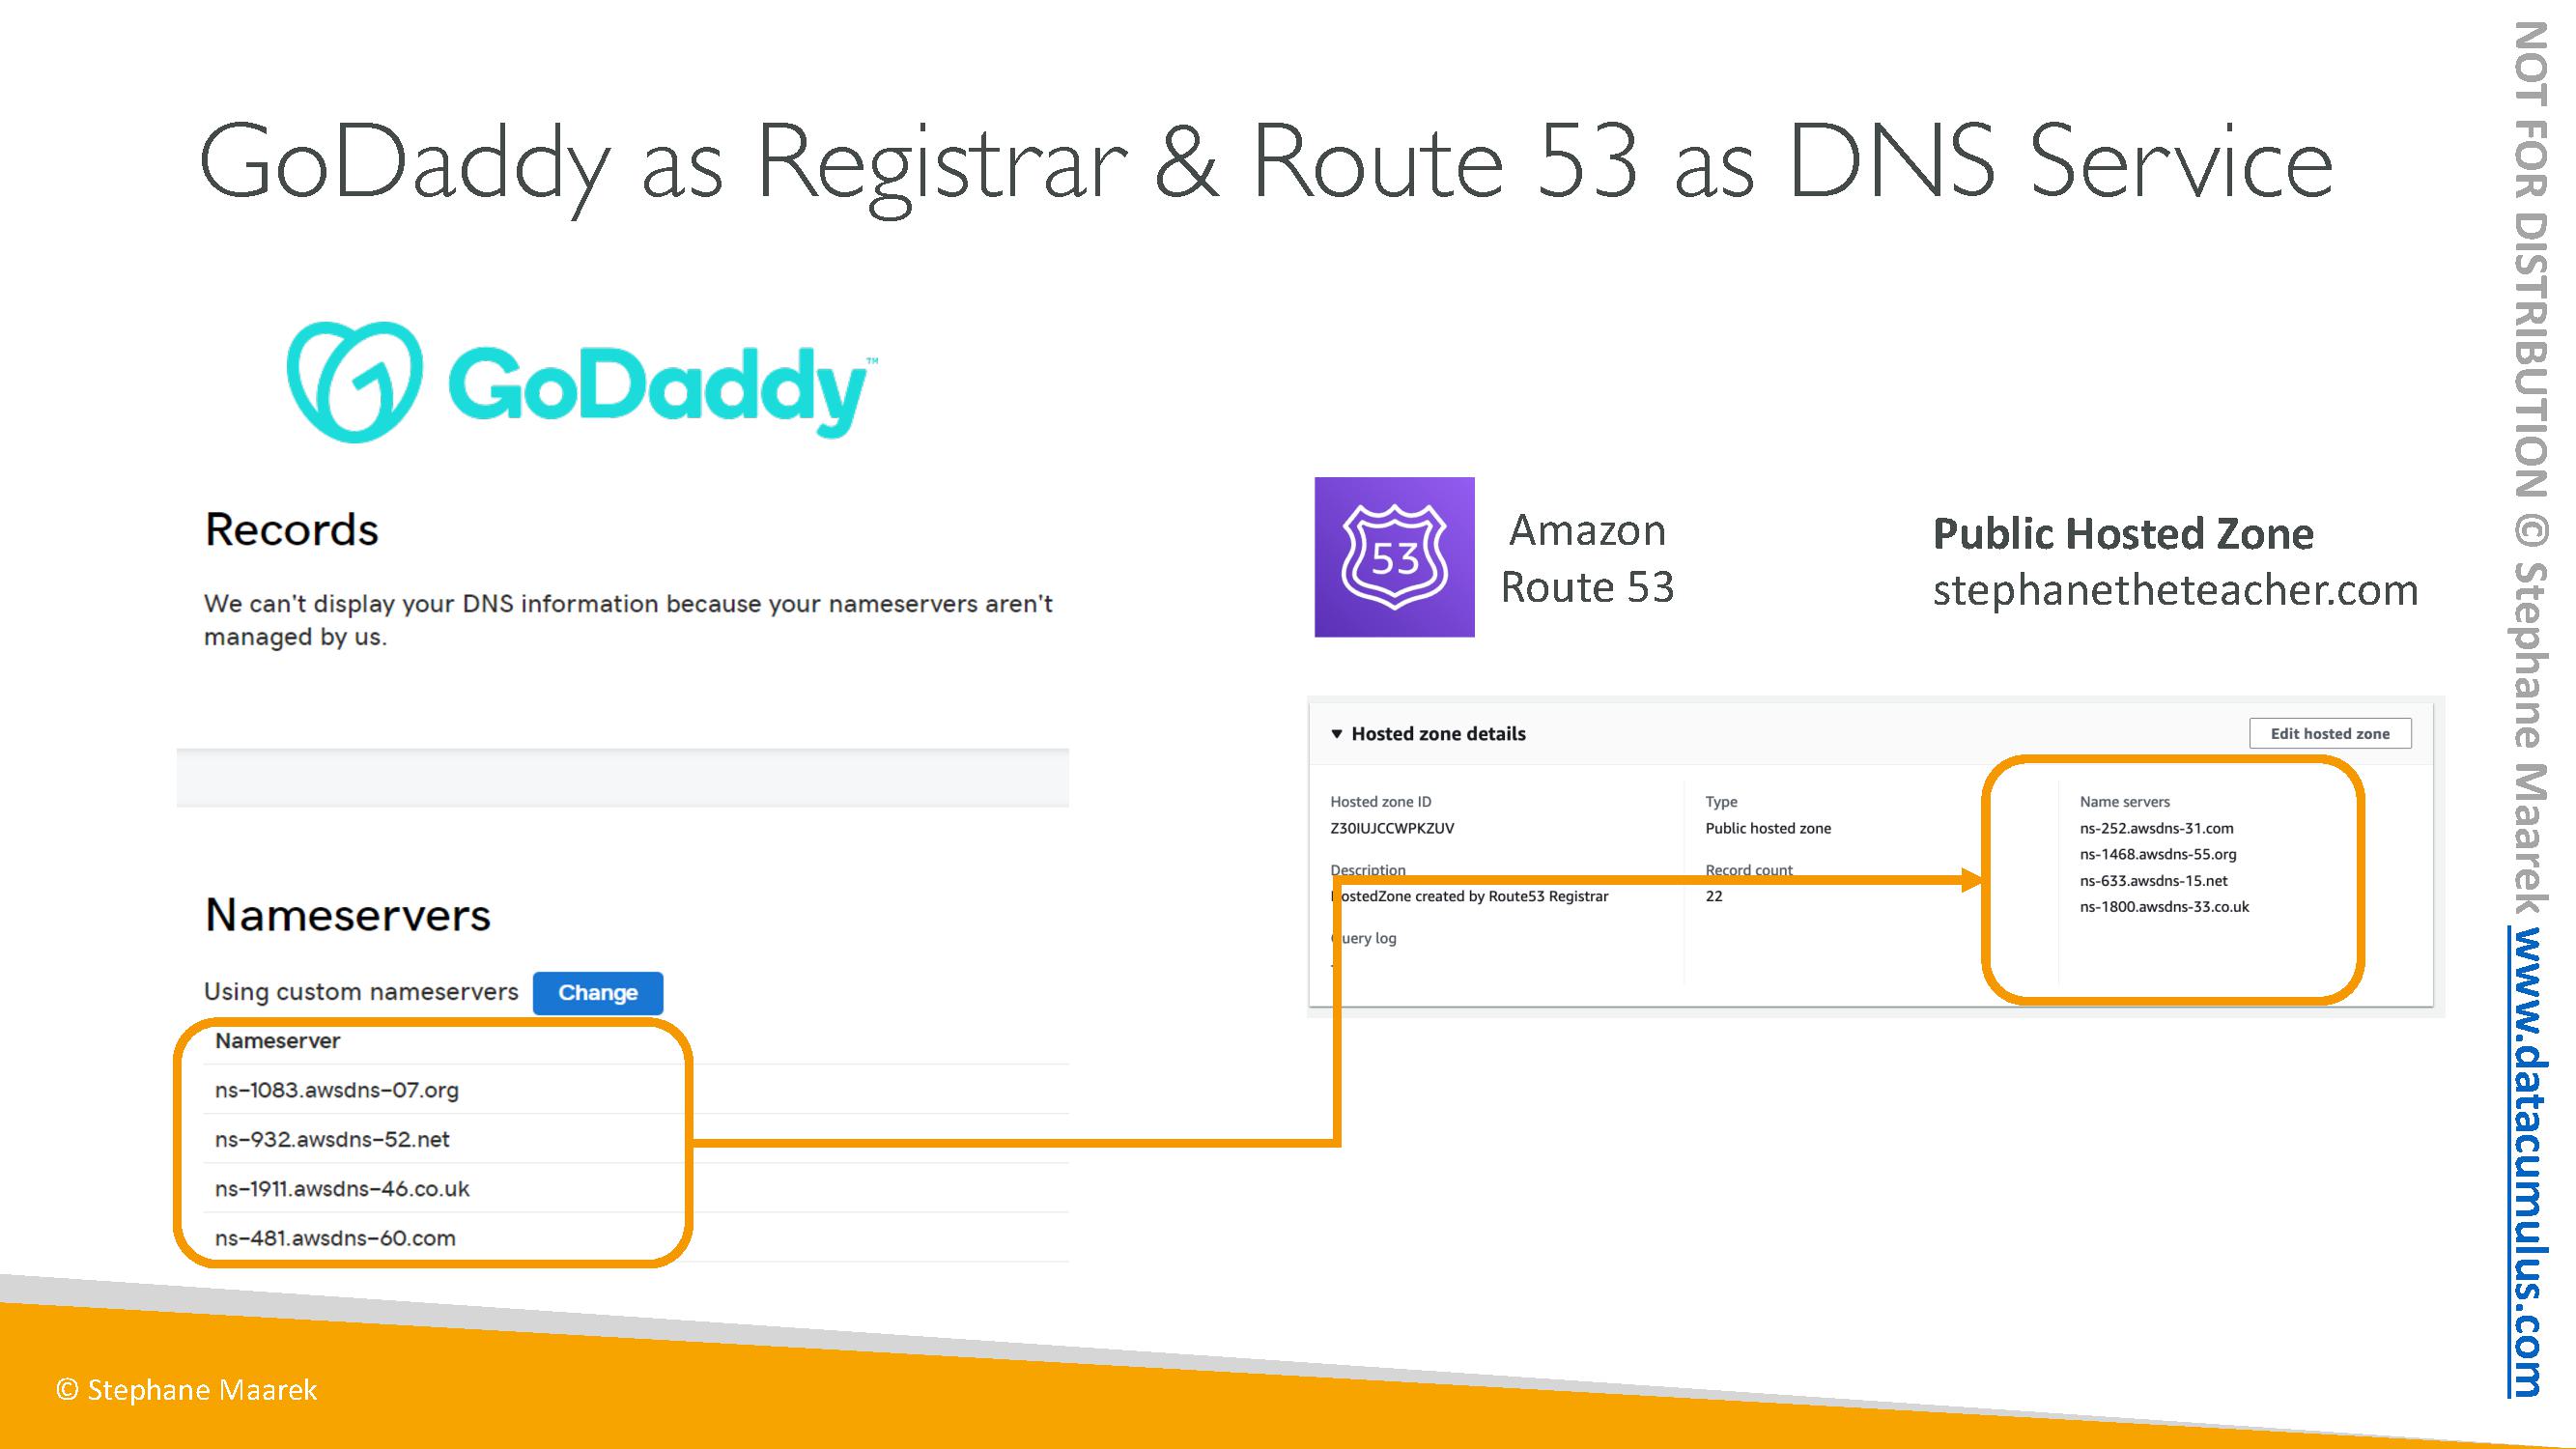 GoDaddy as Registrar & Route 53 as DNS Service
GoDaddy™
Records
We can't display your DNS information because your nameservers aren't
managed by us.
Nameservers
Using custom nameservers Change
Nameserver
ns-1083.awsdns-07.org
ns-932.awsdns-52.net
ns-1911.awsdns-46.co.uk
ns-481.awsdns-60.com
53
Amazon
Route 53
Public Hosted Zone
stephanetheteacher.com
▼ Hosted zone details
Edit hosted zone
Hosted zone ID
Z30IUJCCWPKZUV
Description
HostedZone created by Route53 Registrar
Query log
-
Type
Public hosted zone
Record count
22
Name servers
ns-252.awsdns-31.com
ns-1468.awsdns-55.org
ns-633.awsdns-15.net
ns-1800.awsdns-33.co.uk
© Stephane Maarek
NOT FOR DISTRIBUTION © Stephane Maarek www.datacumulus.com